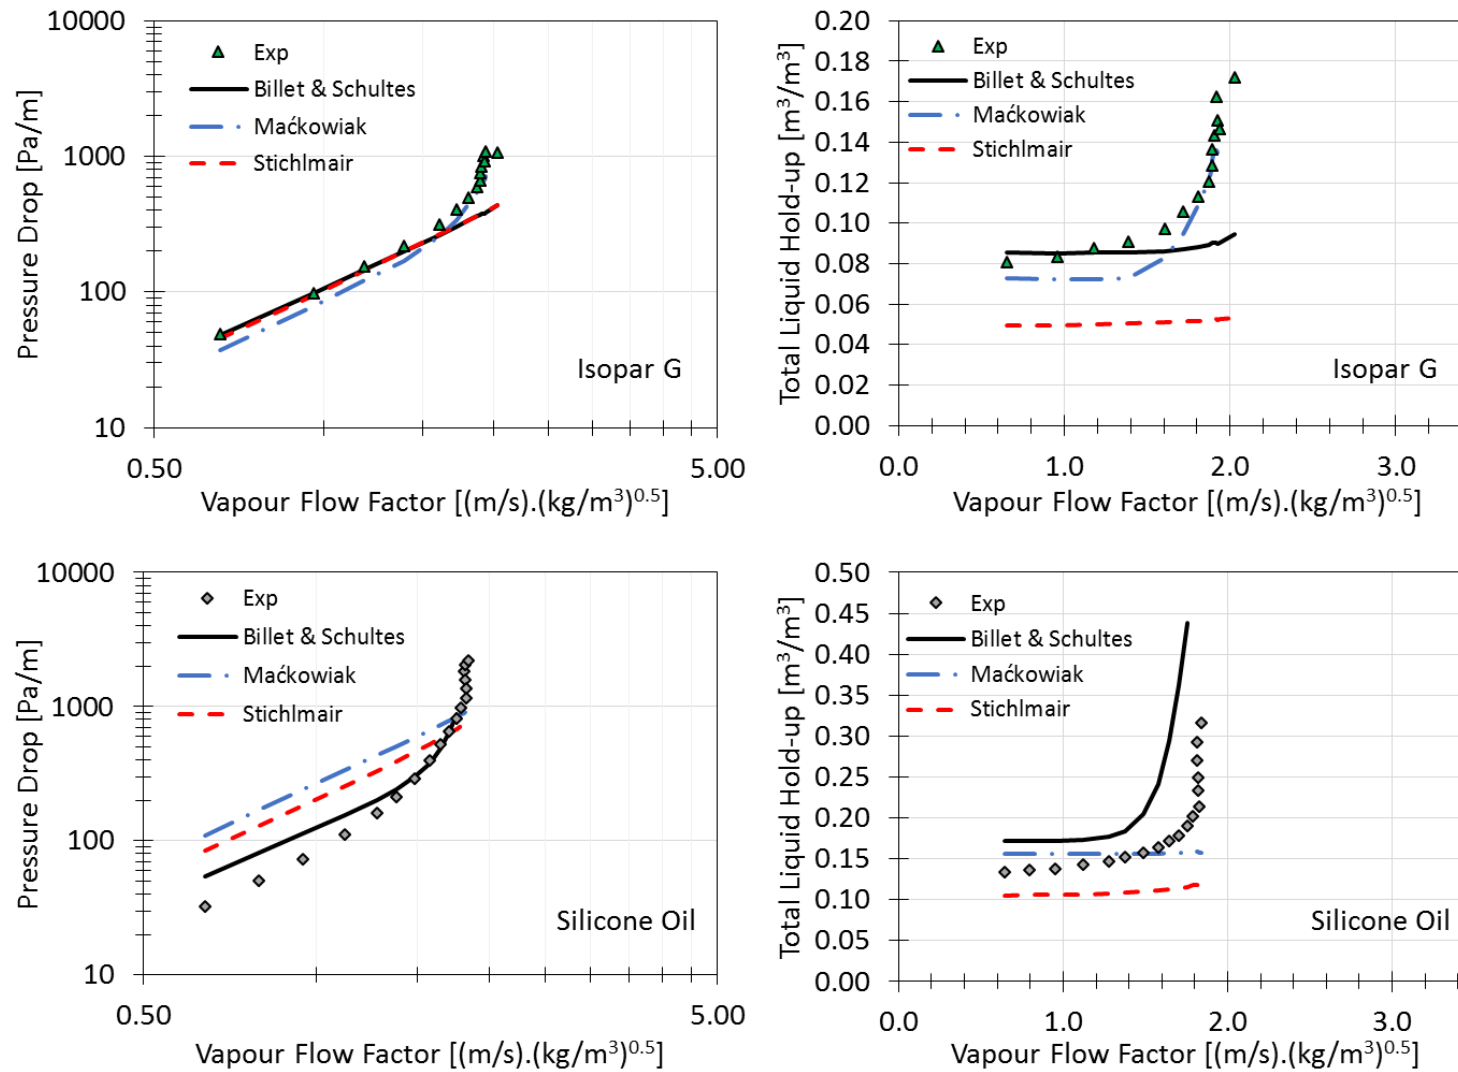 Pressure Drop [Pa/m]
10000
1000
100
10
0.50
5.00
Exp
Billet & Schultes
Maćkowiak
Stichlmair
Isopar G
Vapour Flow Factor [(m/s).(kg/m³)⁰·⁵]
Total Liquid Hold-up [m³/m³]
0.20
0.18
0.16
0.14
0.12
0.10
0.08
0.06
0.04
0.02
0.00
0.0
1.0
2.0
3.0
Exp
Billet & Schultes
Maćkowiak
Stichlmair
Isopar G
Vapour Flow Factor [(m/s).(kg/m³)⁰·⁵]
Pressure Drop [Pa/m]
10000
1000
100
10
0.50
5.00
Exp
Billet & Schultes
Maćkowiak
Stichlmair
Silicone Oil
Vapour Flow Factor [(m/s).(kg/m³)⁰·⁵]
Total Liquid Hold-up [m³/m³]
0.50
0.45
0.40
0.35
0.30
0.25
0.20
0.15
0.10
0.05
0.00
0.0
1.0
2.0
3.0
Exp
Billet & Schultes
Maćkowiak
Stichlmair
Silicone Oil
Vapour Flow Factor [(m/s).(kg/m³)⁰·⁵]